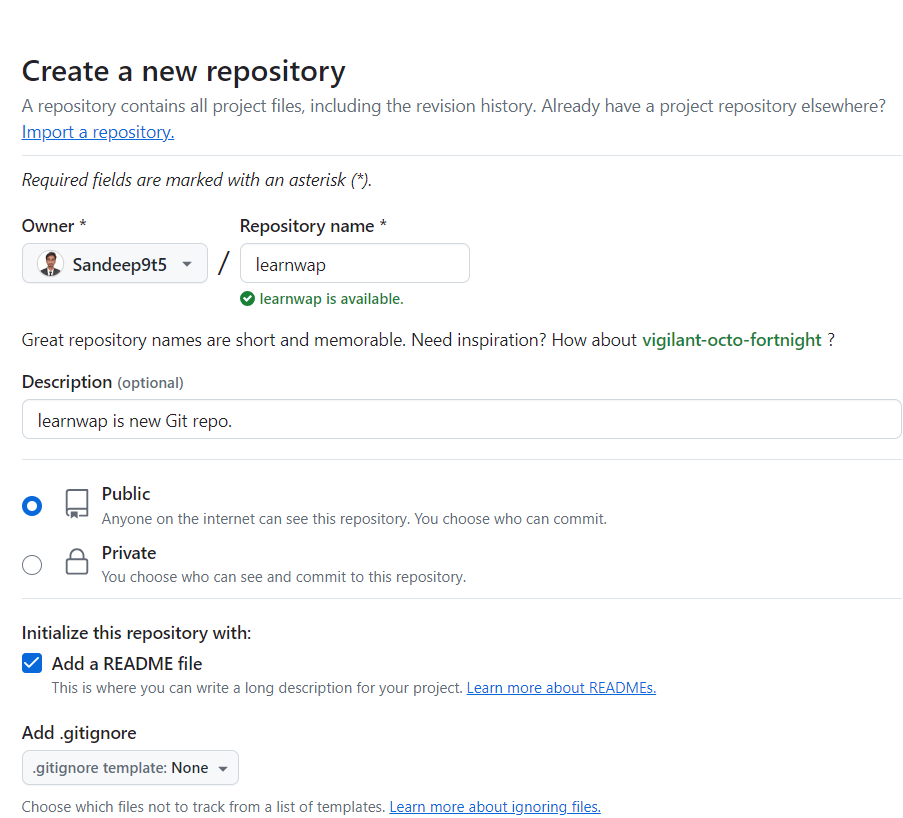 Create a new repository
A repository contains all project files, including the revision history. Already have a project repository elsewhere?
Import a repository.
Required fields are marked with an asterisk (*).
Owner *
Repository name *
Sandeep9t5
/
learnwap
learnwap is available.
Great repository names are short and memorable. Need inspiration? How about vigilant-octo-fortnight ?
Description (optional)
learnwap is new Git repo.
Public
Anyone on the internet can see this repository. You choose who can commit.
Private
You choose who can see and commit to this repository.
Initialize this repository with:
Add a README file
This is where you can write a long description for your project. Learn more about READMEs.
Add .gitignore
.gitignore template: None
Choose which files not to track from a list of templates. Learn more about ignoring files.